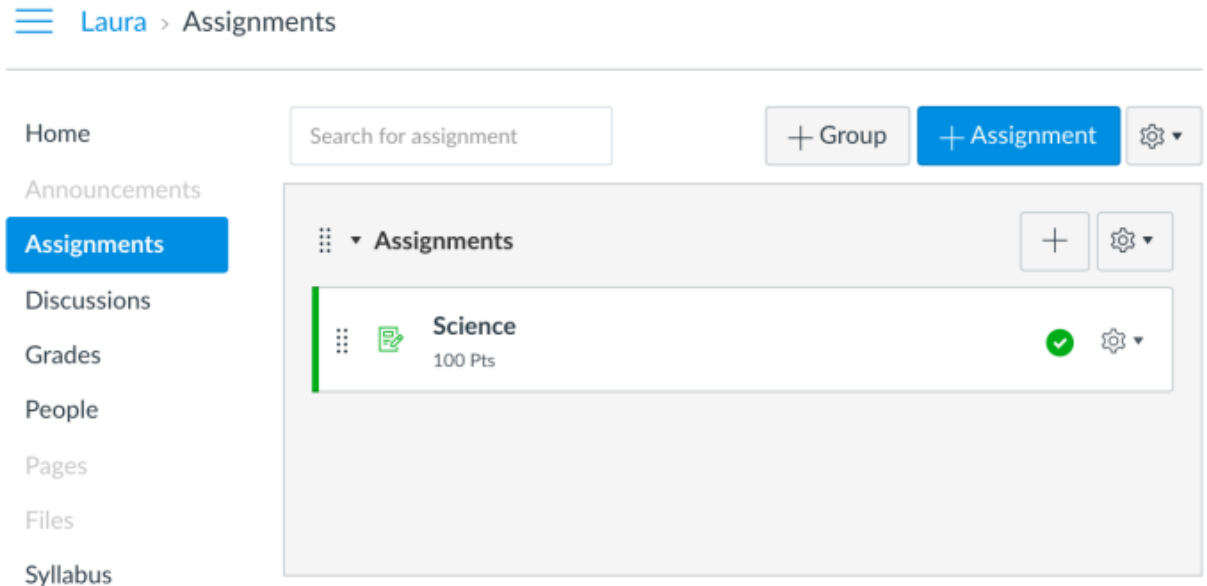 Laura > Assignments
Home
Announcements
Assignments
Discussions
Grades
People
Pages
Files
Syllabus
Search for assignment
+ Group
+ Assignment
Assignments
Science
100 Pts